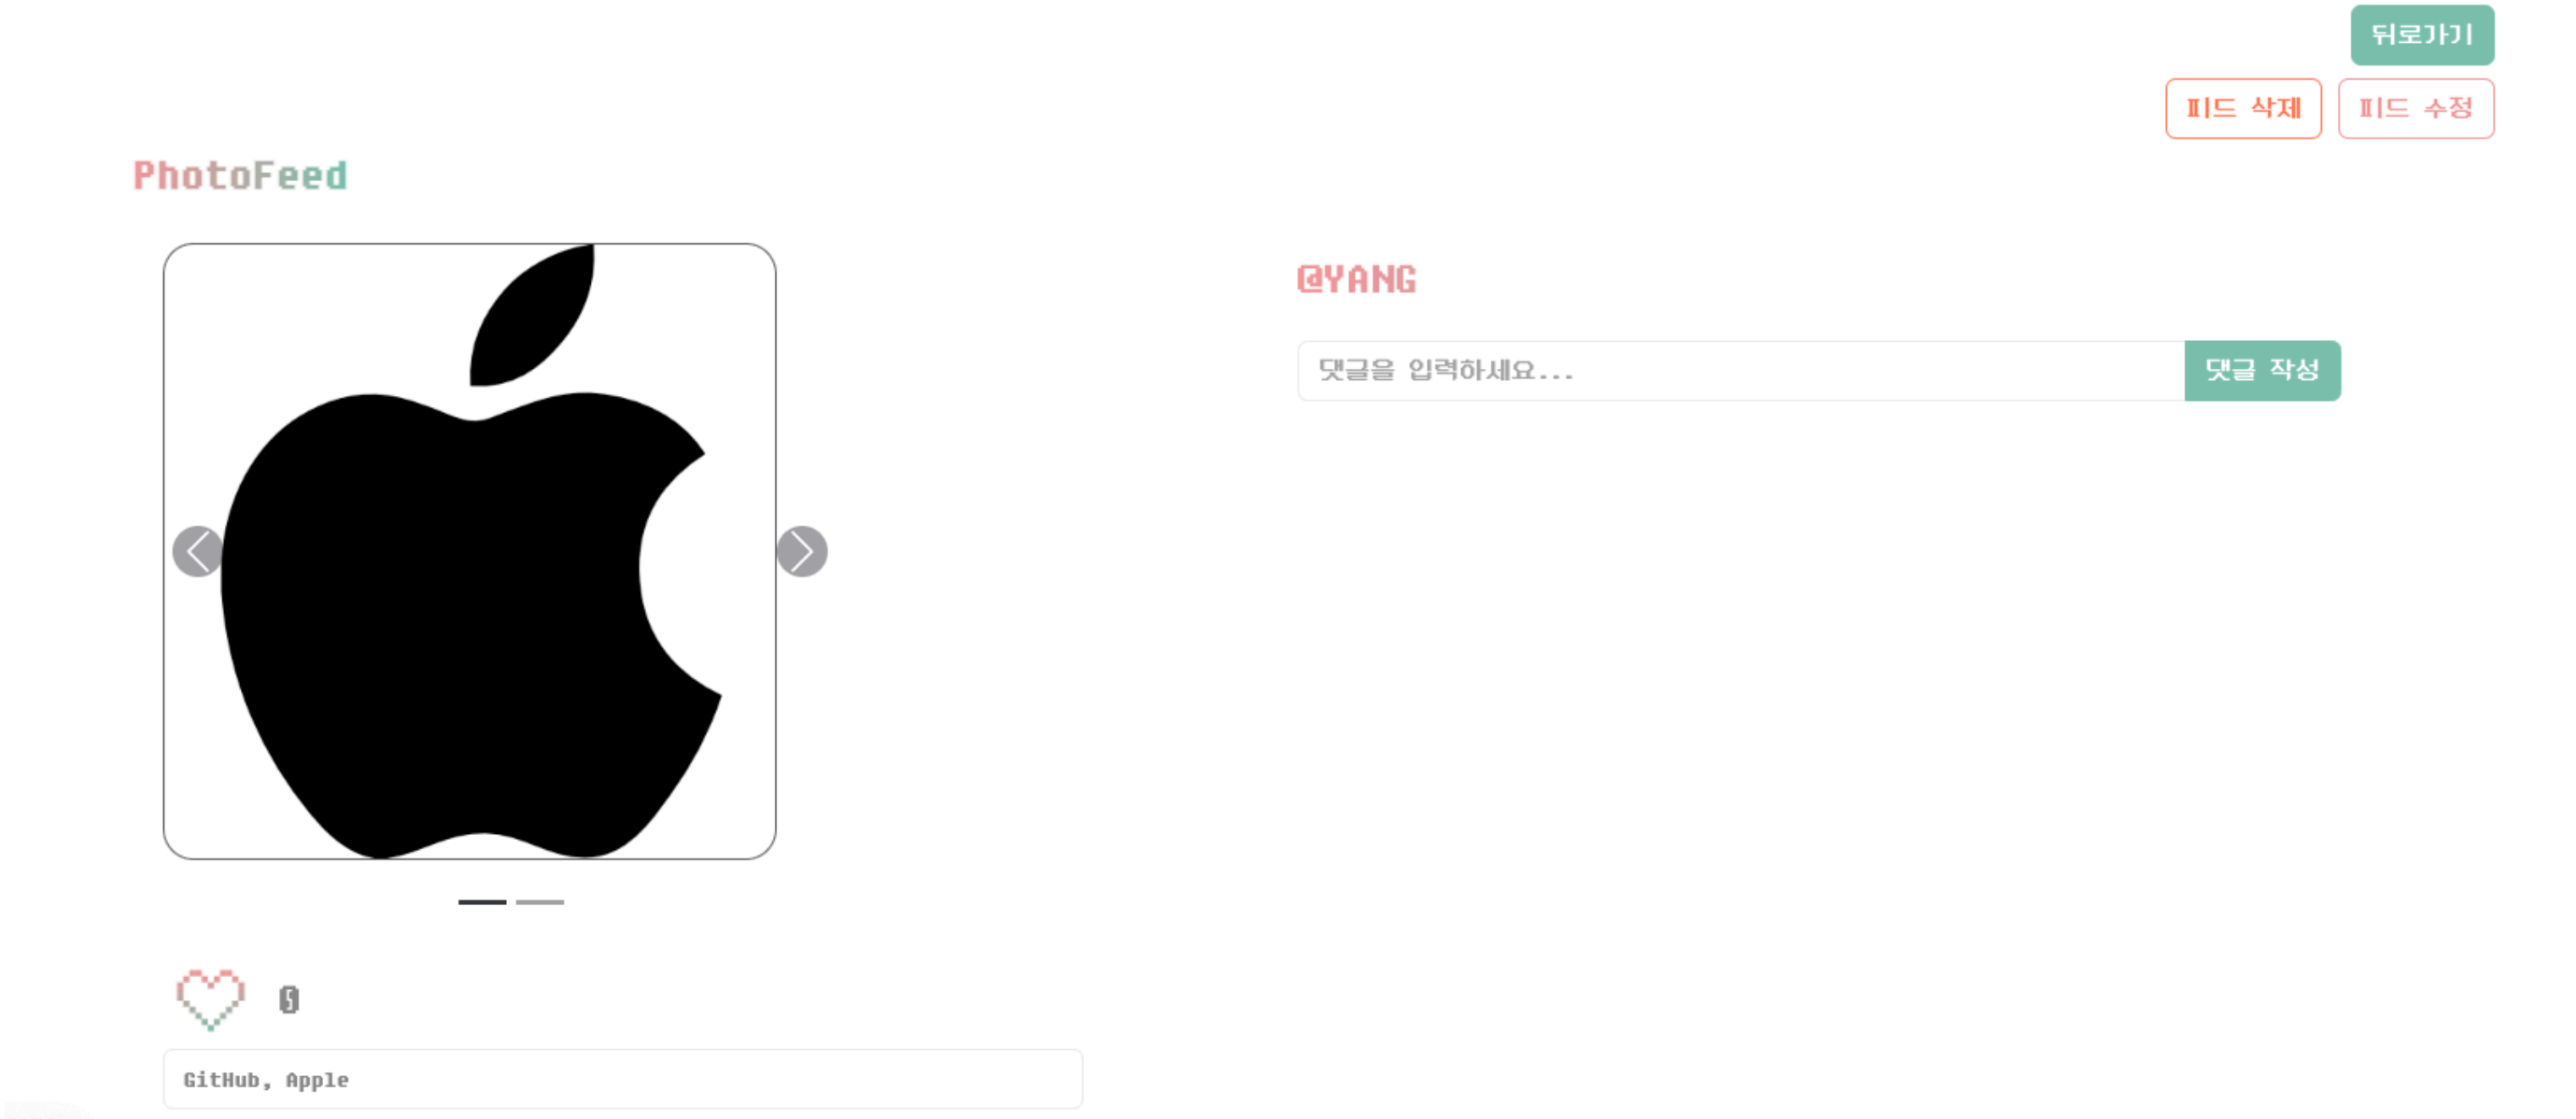 뒤로가기
피드 삭제 피드 수정
PhotoFeed
@YANG
댓글을 입력하세요... 댓글 작성
0
GitHub, Apple